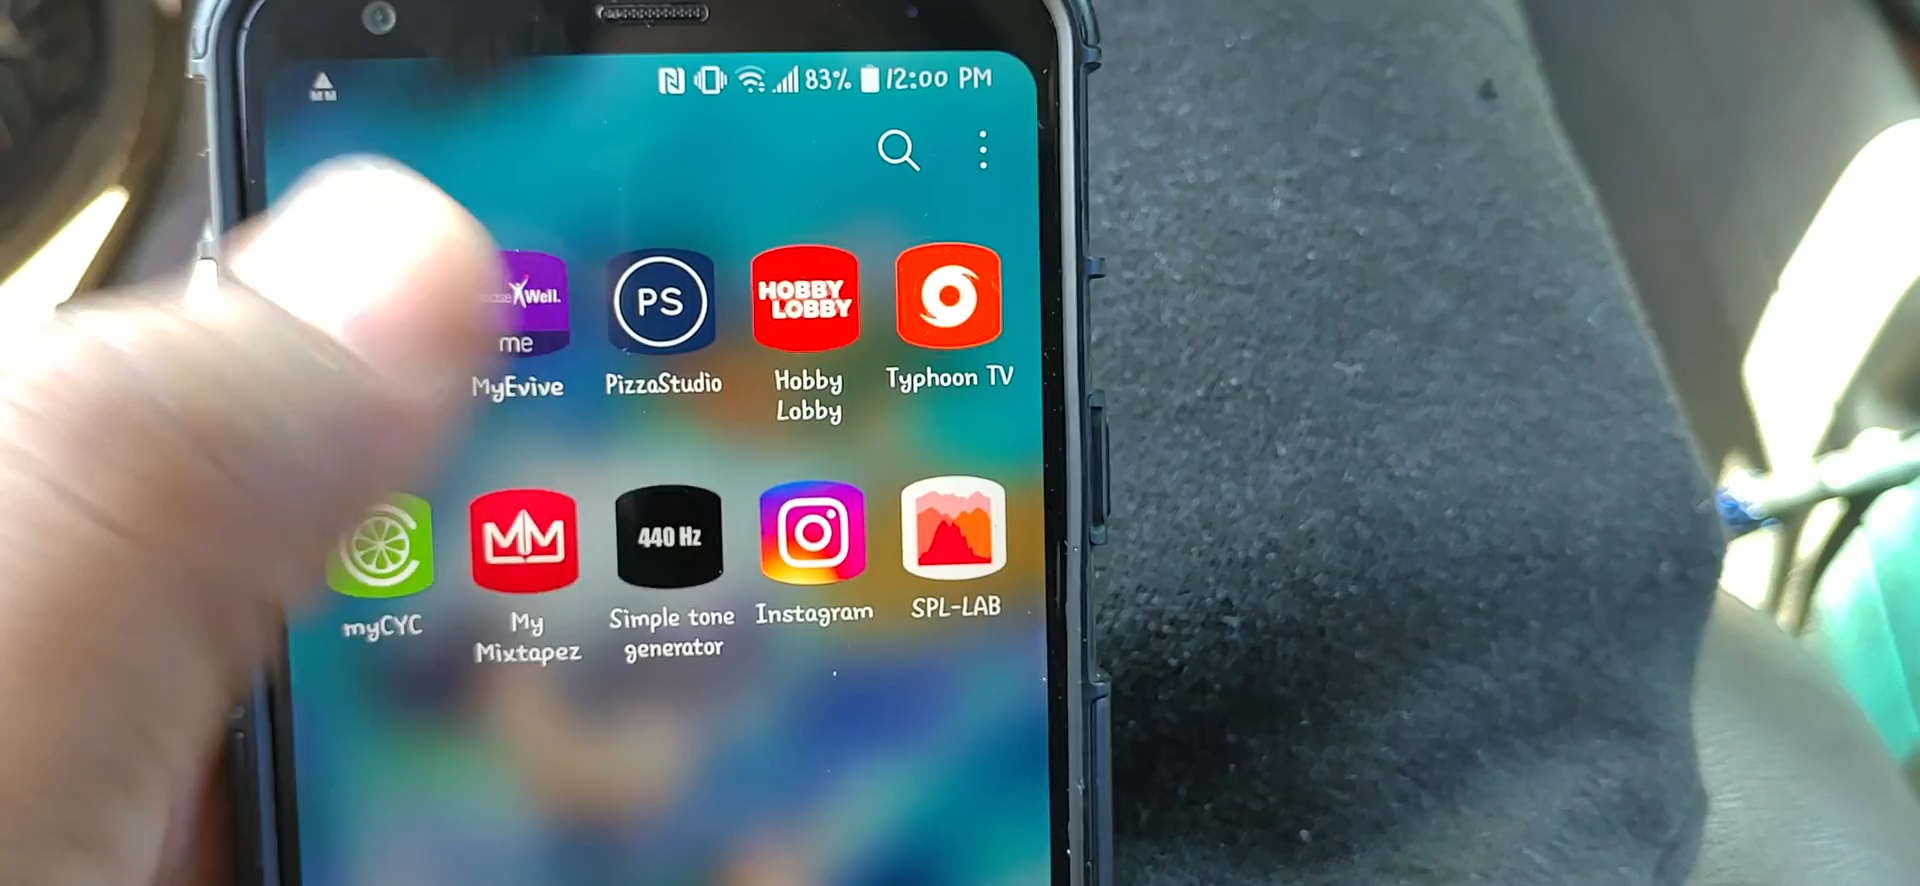 83% 12:00 PM
Well.
me
PS
HOBBY
LOBBY
MyEvive
PizzaStudio
Hobby
Lobby
Typhoon TV
440 Hz
myCYC
My
Mixtapez
Simple tone
generator
Instagram
SPL-LAB